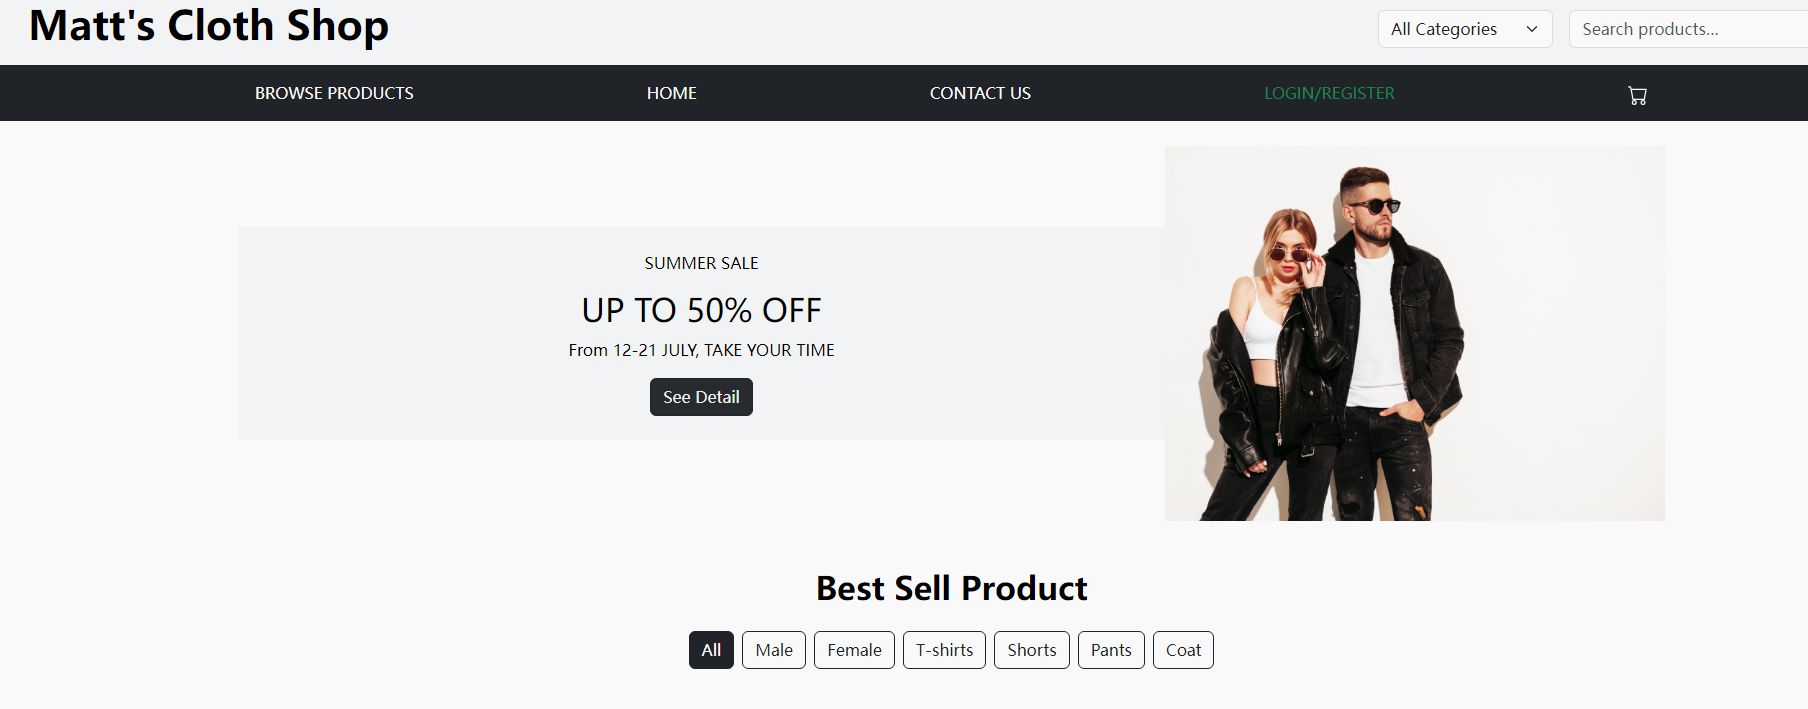 Matt's Cloth Shop
All Categories
Search products...
BROWSE PRODUCTS
HOME
CONTACT US
LOGIN/REGISTER
SUMMER SALE
UP TO 50% OFF
From 12-21 JULY, TAKE YOUR TIME
See Detail
Best Sell Product
All
Male
Female
T-shirts
Shorts
Pants
Coat